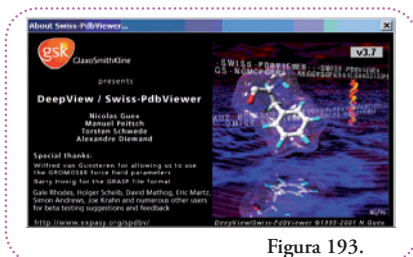 About Swiss-PdbViewer...
gsk
GlaxoSmithKline
presents
DeepView / Swiss-PdbViewer
Nicolas Guex
Manuel Peitsch
Torsten Schwede
Alexandre Diemand
Special thanks:
Wilfred van Gunsteren for allowing us to use
the GROMOS96 force field parameters
Barry Honig for the GRASP file format
Gale Rhodes, Holger Scheib, David Mathog, Eric Martz,
Simon Andrews, Joe Krahn and numerous other users
for beta testing suggestions and feedback
http://www.expasy.org/spdbv/
v3.7
SWISS-PDBVIEWER
DeepView/Swiss-PdbViewer ©1995-2001 N.Guex
Figura 193.